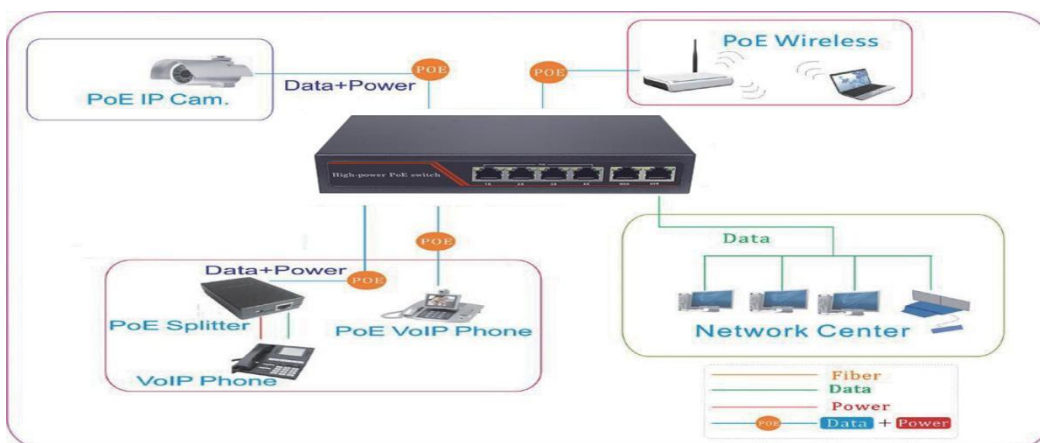 PoE IP Cam.
Data+Power
POE
POE
PoE Wireless
High-power PoE switch
Data
Data+Power
POE
POE
PoE Splitter
PoE VoIP Phone
VoIP Phone
Network Center
Fiber
Data
Power
POE Data + Power